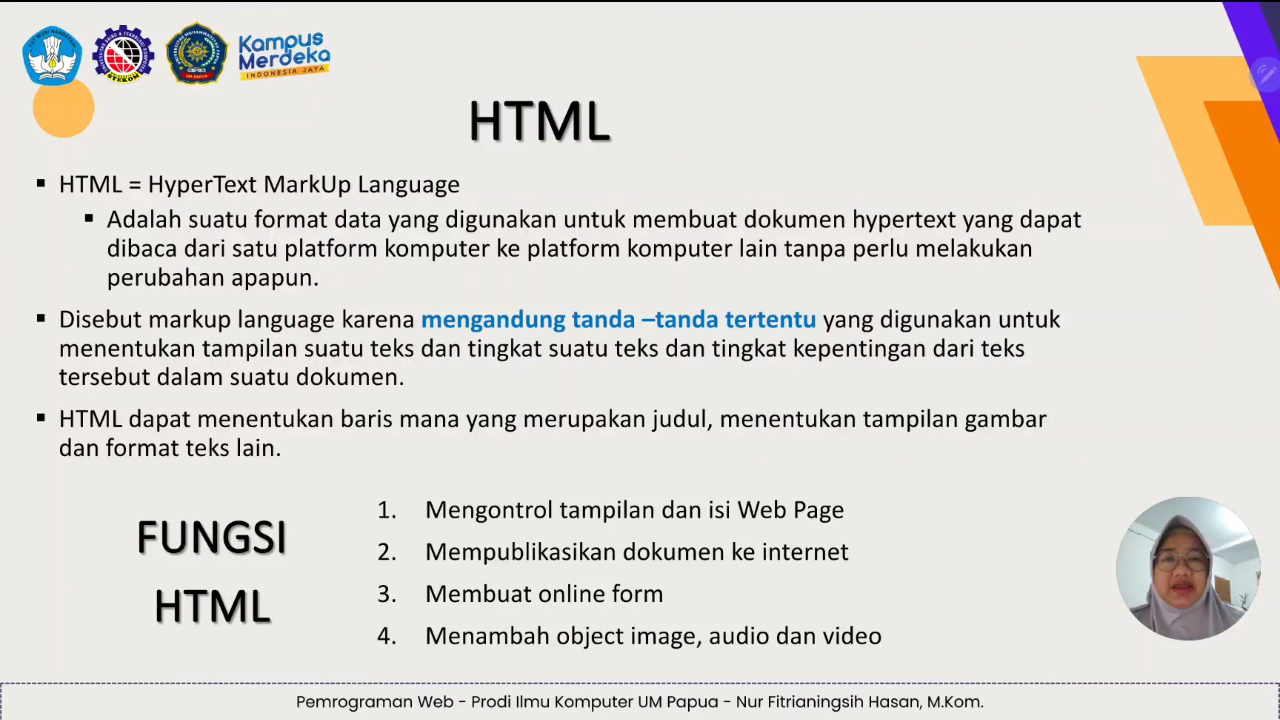 STEKOM
UM PAPUA
Kampus
Merdeka
INDONESIA JAYA
HTML
▪ HTML = HyperText MarkUp Language
▪ Adalah suatu format data yang digunakan untuk membuat dokumen hypertext yang dapat
dibaca dari satu platform komputer ke platform komputer lain tanpa perlu melakukan
perubahan apapun.
▪ Disebut markup language karena mengandung tanda –tanda tertentu yang digunakan untuk
menentukan tampilan suatu teks dan tingkat suatu teks dan tingkat kepentingan dari teks
tersebut dalam suatu dokumen.
▪ HTML dapat menentukan baris mana yang merupakan judul, menentukan tampilan gambar
dan format teks lain.
FUNGSI
HTML
1. Mengontrol tampilan dan isi Web Page
2. Mempublikasikan dokumen ke internet
3. Membuat online form
4. Menambah object image, audio dan video
Pemrograman Web - Prodi Ilmu Komputer UM Papua - Nur Fitrianingsih Hasan, M.Kom.